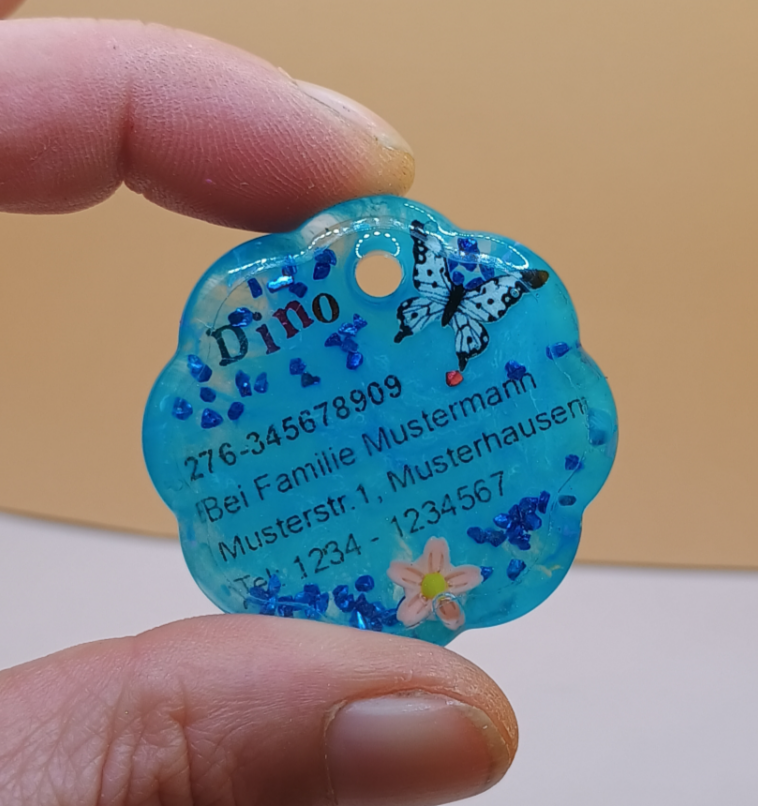 Dino
276-345678909
Bei Familie Mustermann
Musterstr.1, Musterhausen
Tel: 1234 - 1234567